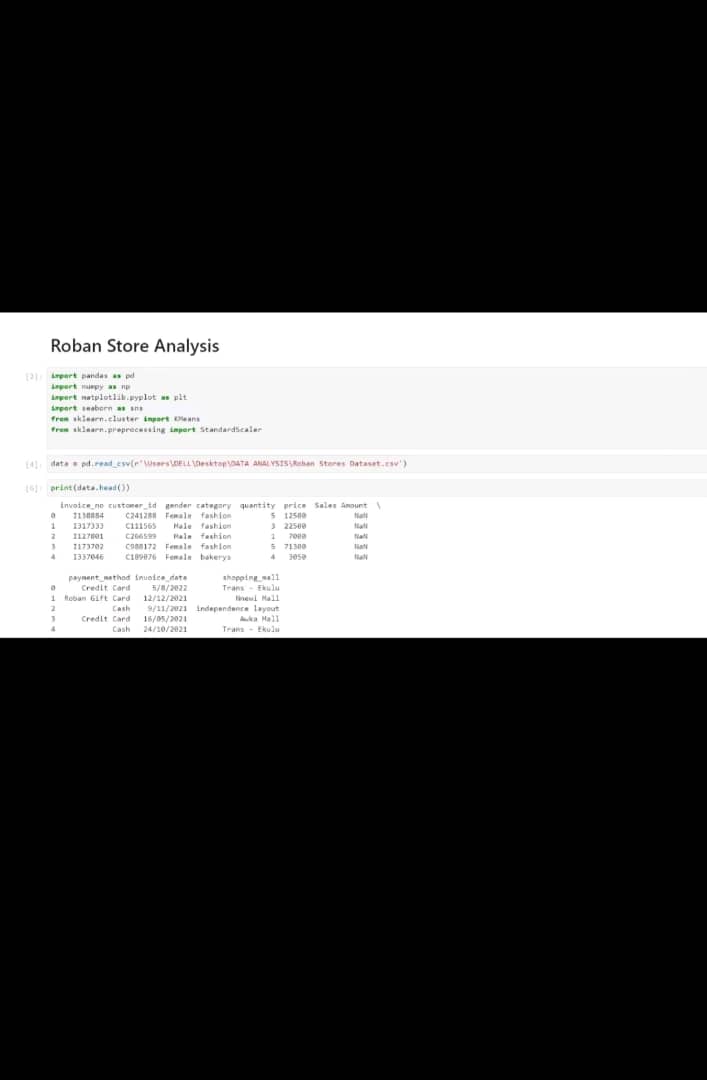 Roban Store Analysis
[2]: import pandas as pd
import numpy as np
import matplotlib.pyplot as plt
import seaborn as sns
from sklearn.cluster import KMeans
from sklearn.preprocessing import StandardScaler
[4]: data = pd.read_csv(r'\Users\DELL\Desktop\DATA ANALYSIS\Roban Stores Dataset.csv')
[6]: print(data.head())
invoice_no customer_id gender category quantity price Sales Amount \
0 I138884 C241288 Female fashion 5 12500 NaN
1 I317333 C111565 Male fashion 3 22500 NaN
2 I127801 C266599 Male fashion 1 7000 NaN
3 I173702 C988172 Female fashion 5 71300 NaN
4 I337046 C189076 Female bakerys 4 3050 NaN
payment_method invoice_date shopping_mall
0 Credit Card 5/8/2022 Trans - Ekulu
1 Roban Gift Card 12/12/2021 Nnewi Mall
2 Cash 9/11/2021 independence layout
3 Credit Card 16/05/2021 Awka Mall
4 Cash 24/10/2021 Trans - Ekulu